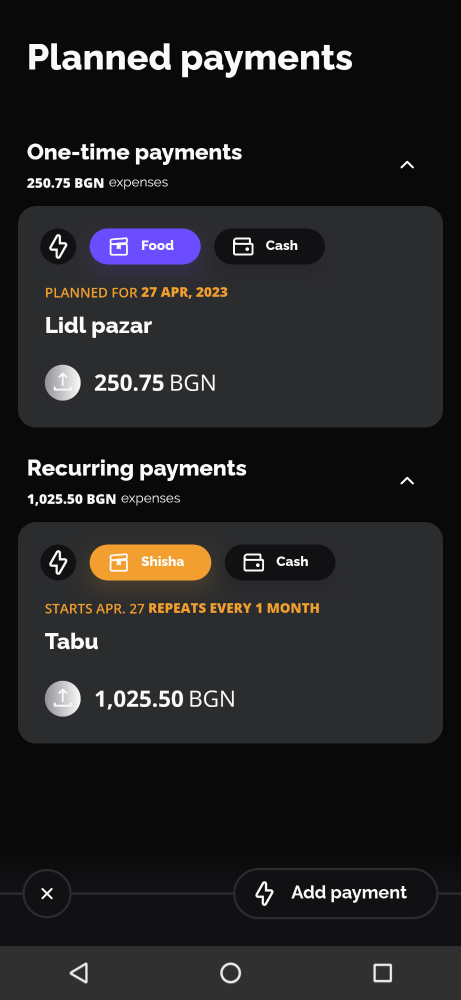 Planned payments
One-time payments
250.75 BGN expenses
Food
Cash
PLANNED FOR 27 APR, 2023
Lidl pazar
250.75 BGN
Recurring payments
1,025.50 BGN expenses
Shisha
Cash
STARTS APR. 27 REPEATS EVERY 1 MONTH
Tabu
1,025.50 BGN
Add payment